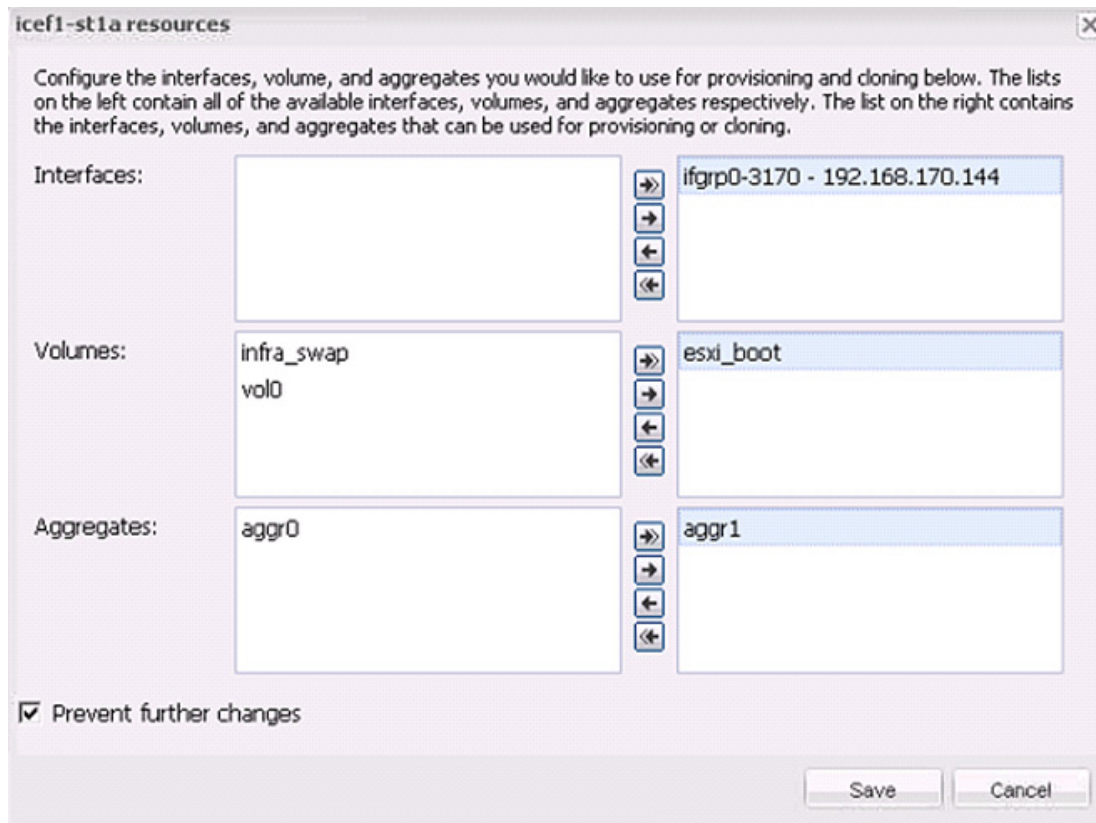 icef1-st1a resources
Configure the interfaces, volume, and aggregates you would like to use for provisioning and cloning below. The lists
on the left contain all of the available interfaces, volumes, and aggregates respectively. The list on the right contains
the interfaces, volumes, and aggregates that can be used for provisioning or cloning.
Interfaces:
ifgrp0-3170 - 192.168.170.144
Volumes:
infra_swap
vol0
esxi_boot
Aggregates:
aggr0
aggr1
Prevent further changes
Save
Cancel